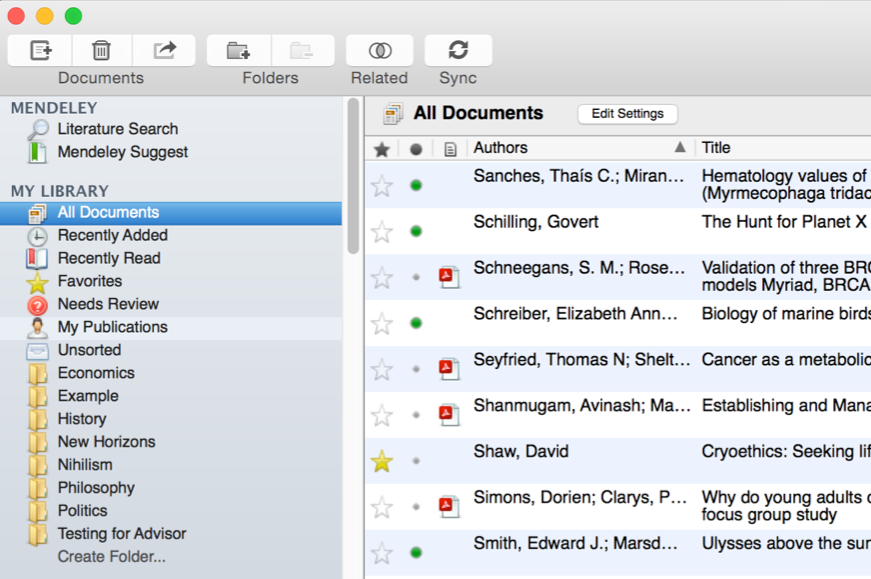 Documents
Folders
Related
Sync
MENDELEY
Literature Search
Mendeley Suggest
MY LIBRARY
All Documents
Recently Added
Recently Read
Favorites
Needs Review
My Publications
Unsorted
Economics
Example
History
New Horizons
Nihilism
Philosophy
Politics
Testing for Advisor
Create Folder...
All Documents
Edit Settings
Authors Title
Sanches, Thaís C.; Miran... Hematology values of
(Myrmecophaga tridac
Schilling, Govert The Hunt for Planet X
Schneegans, S. M.; Rose... Validation of three BRC
models Myriad, BRCA
Schreiber, Elizabeth Ann... Biology of marine birds
Seyfried, Thomas N; Shelt... Cancer as a metabolic
Shanmugam, Avinash; Ma... Establishing and Mana
Shaw, David Cryoethics: Seeking lif
Simons, Dorien; Clarys, P... Why do young adults
focus group study
Smith, Edward J.; Marsd... Ulysses above the sun